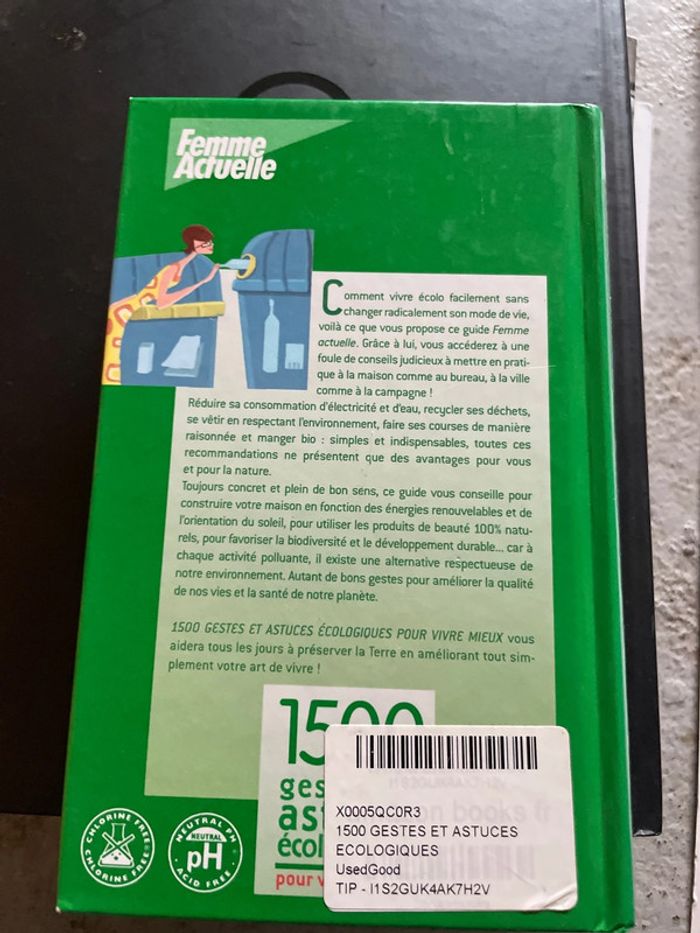 Femme
Actuelle
Comment vivre écolo facilement sans
changer radicalement son mode de vie,
voilà ce que vous propose ce guide Femme
actuelle. Grâce à lui, vous accéderez à une
foule de conseils judicieux à mettre en prati-
que à la maison comme au bureau, à la ville
comme à la campagne !
Réduire sa consommation d'électricité et d'eau, recycler ses déchets,
se vêtir en respectant l'environnement, faire ses courses de manière
raisonnée et manger bio : simples et indispensables, toutes ces
recommandations ne présentent que des avantages pour vous
et pour la nature.
Toujours concret et plein de bon sens, ce guide vous conseille pour
construire votre maison en fonction des énergies renouvelables et de
l'orientation du soleil, pour utiliser les produits de beauté 100% natu-
rels, pour favoriser la biodiversité et le développement durable... car à
chaque activité polluante, il existe une alternative respectueuse de
notre environnement. Autant de bons gestes pour améliorer la qualité
de nos vies et la santé de notre planète.
1500 GESTES ET ASTUCES ÉCOLOGIQUES POUR VIVRE MIEUX vous
aidera tous les jours à préserver la Terre en améliorant tout sim-
plement votre art de vivre !
1500
ges
ast
écol
pour v
CHLORINE FREE
CHLORINE FREE
NEUTRAL PH
NEUTRAL
pH
ACID FREE
X0005QC0R3
1500 GESTES ET ASTUCES
ECOLOGIQUES
UsedGood
TIP - I1S2GUK4AK7H2V